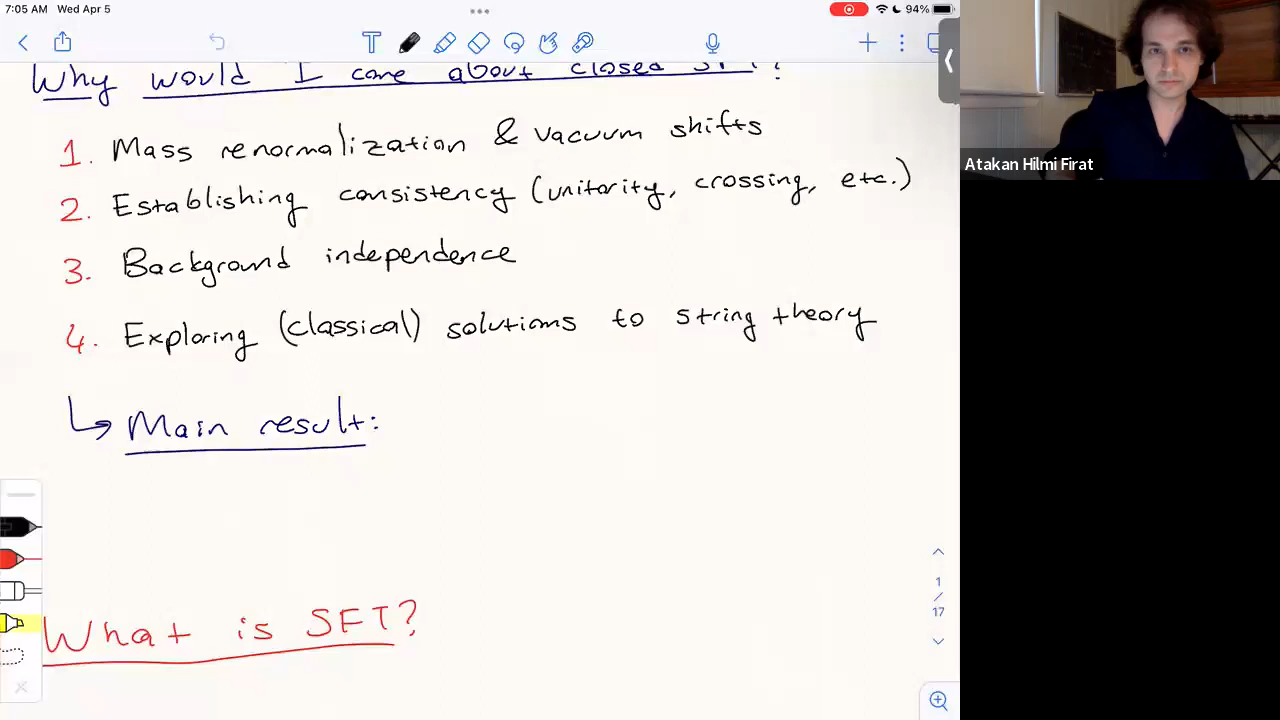 7:05 AM Wed Apr 5
94%
Why would I care about closed SFT?
1. Mass renormalization & vacuum shifts
2. Establishing consistency (unitarity, crossing, etc.)
3. Background independence
4. Exploring (classical) solutions to string theory
↳ Main result:
What is SFT?
1
/
17
Atakan Hilmi Firat